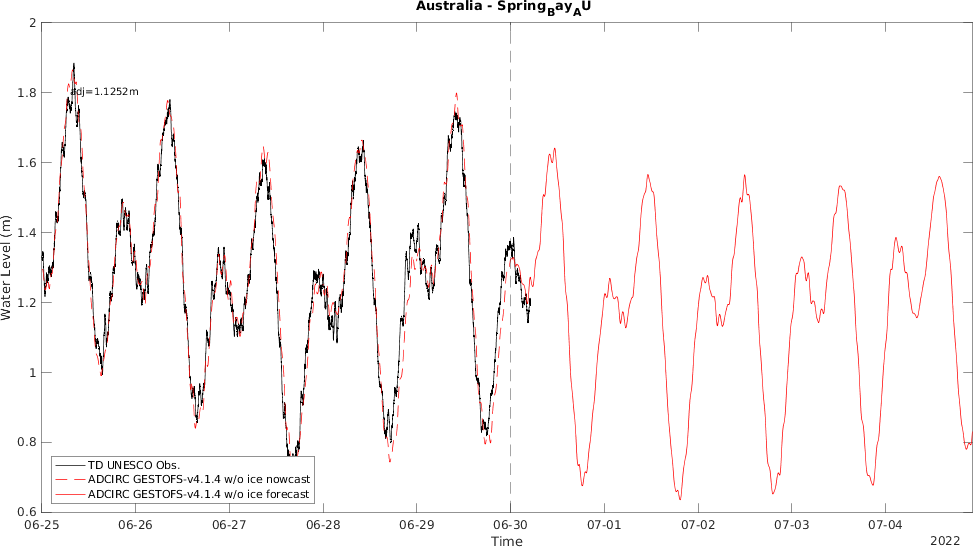 Australia - SpringBayAU
2
1.8
1.6
1.4
1.2
1
0.8
0.6
Water Level (m)
adj=1.1252m
TD UNESCO Obs.
ADCIRC GESTOFS-v4.1.4 w/o ice nowcast
ADCIRC GESTOFS-v4.1.4 w/o ice forecast
06-25 06-26 06-27 06-28 06-29 06-30 07-01 07-02 07-03 07-04
Time
2022